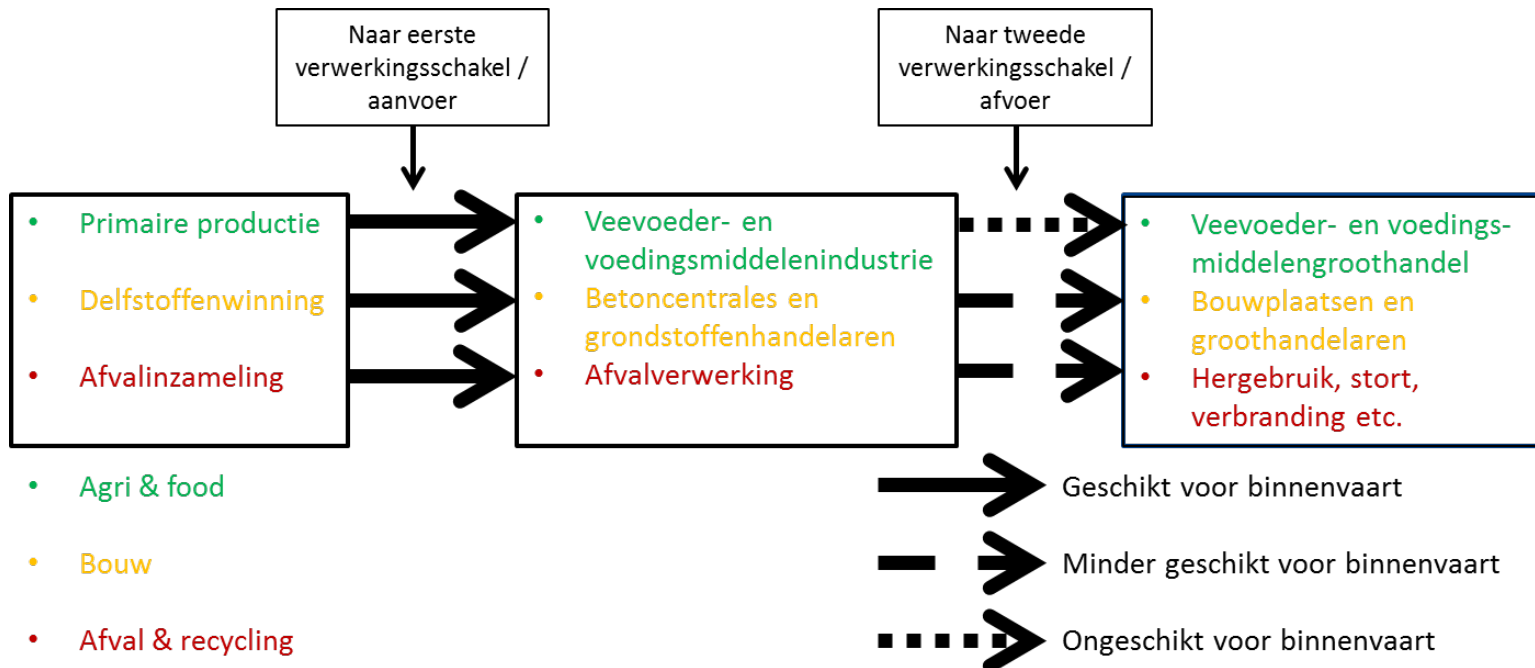 Naar eerste
verwerkingsschakel /
aanvoer
Naar tweede
verwerkingsschakel /
afvoer
• Primaire productie
• Delfstoffenwinning
• Afvalinzameling
• Veevoeder- en
voedingsmiddelenindustrie
• Betoncentrales en
grondstoffenhandelaren
• Afvalverwerking
• Veevoeder- en voedings-
middelengroothandel
• Bouwplaatsen en
groothandelaren
• Hergebruik, stort,
verbranding etc.
• Agri & food
• Bouw
• Afval & recycling
Geschikt voor binnenvaart
Minder geschikt voor binnenvaart
Ongeschikt voor binnenvaart